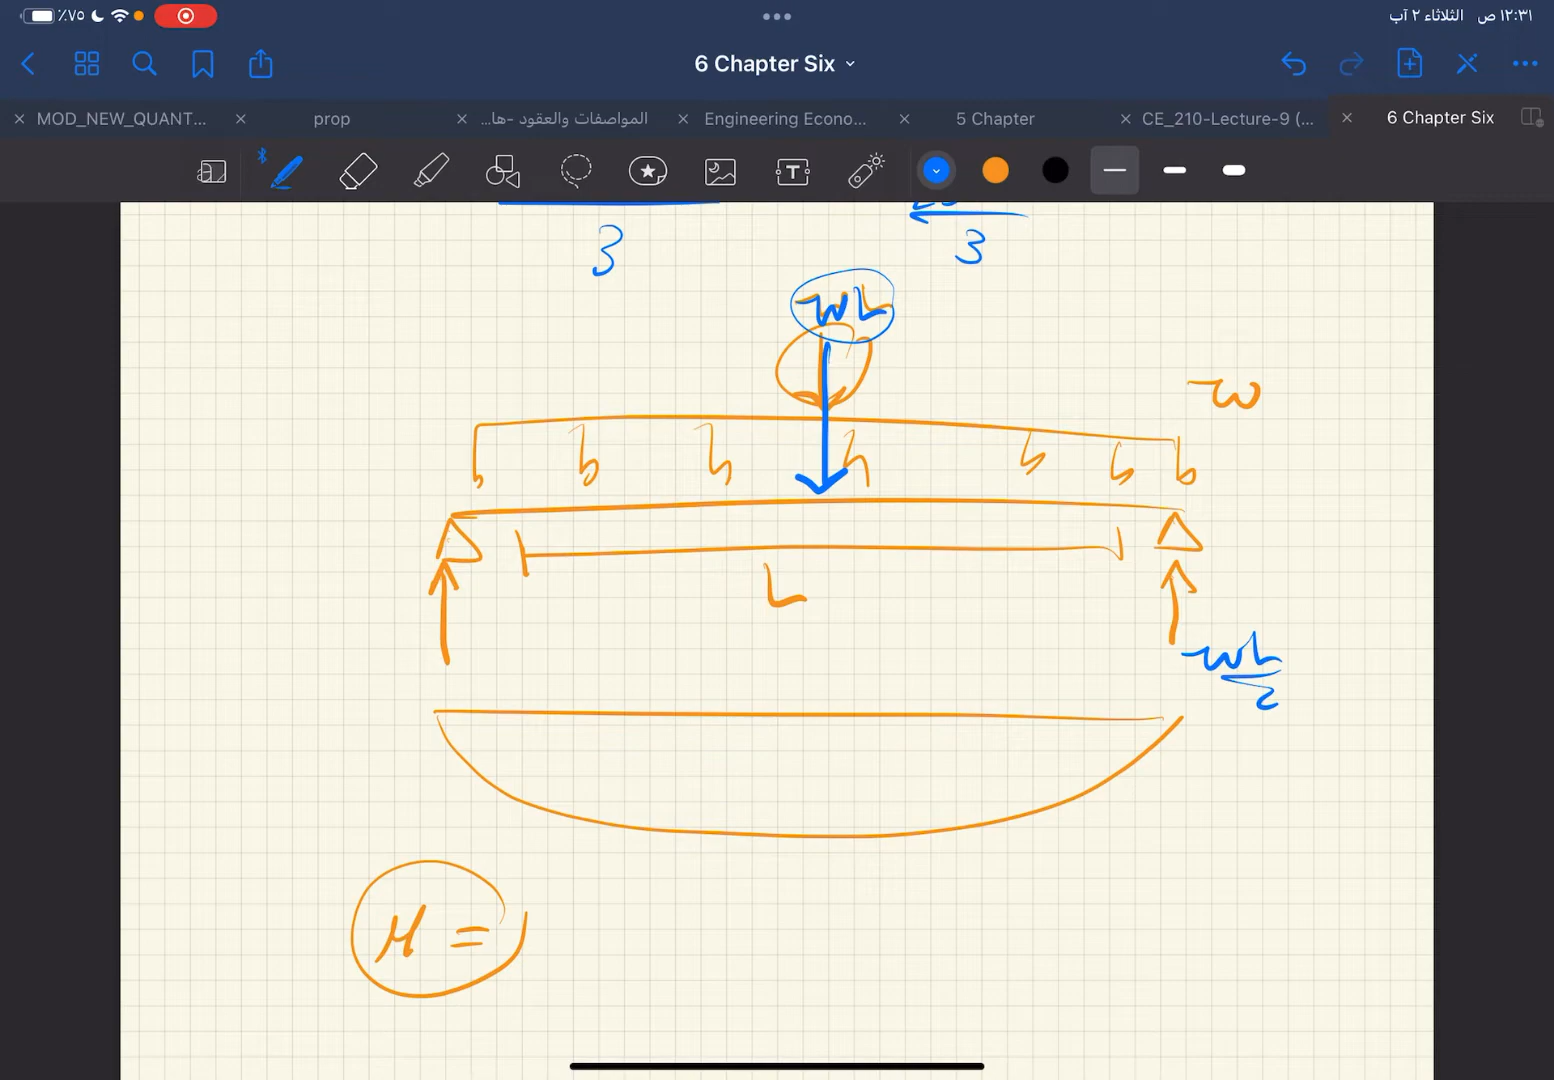 ٪٧٥ ١٢:٣١ ص الثلاثاء ٢ آب
6 Chapter Six
MOD_NEW_QUANT... prop المواصفات والعقود -ها... Engineering Econo... 5 Chapter CE_210-Lecture-9 (... 6 Chapter Six
T
3 3
wL
w
L
wL
2
M =